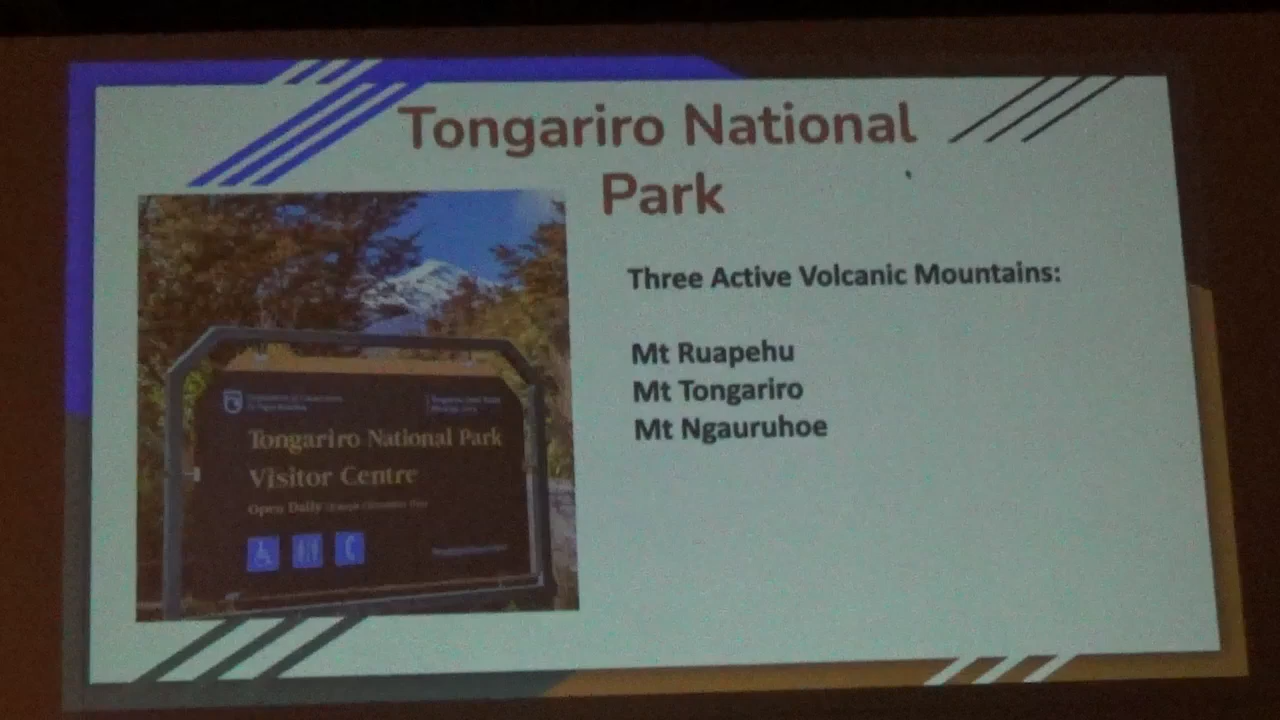 Tongariro National
Park
Three Active Volcanic Mountains:
Mt Ruapehu
Mt Tongariro
Mt Ngauruhoe
Tongariro National Park
Visitor Centre
Open Daily